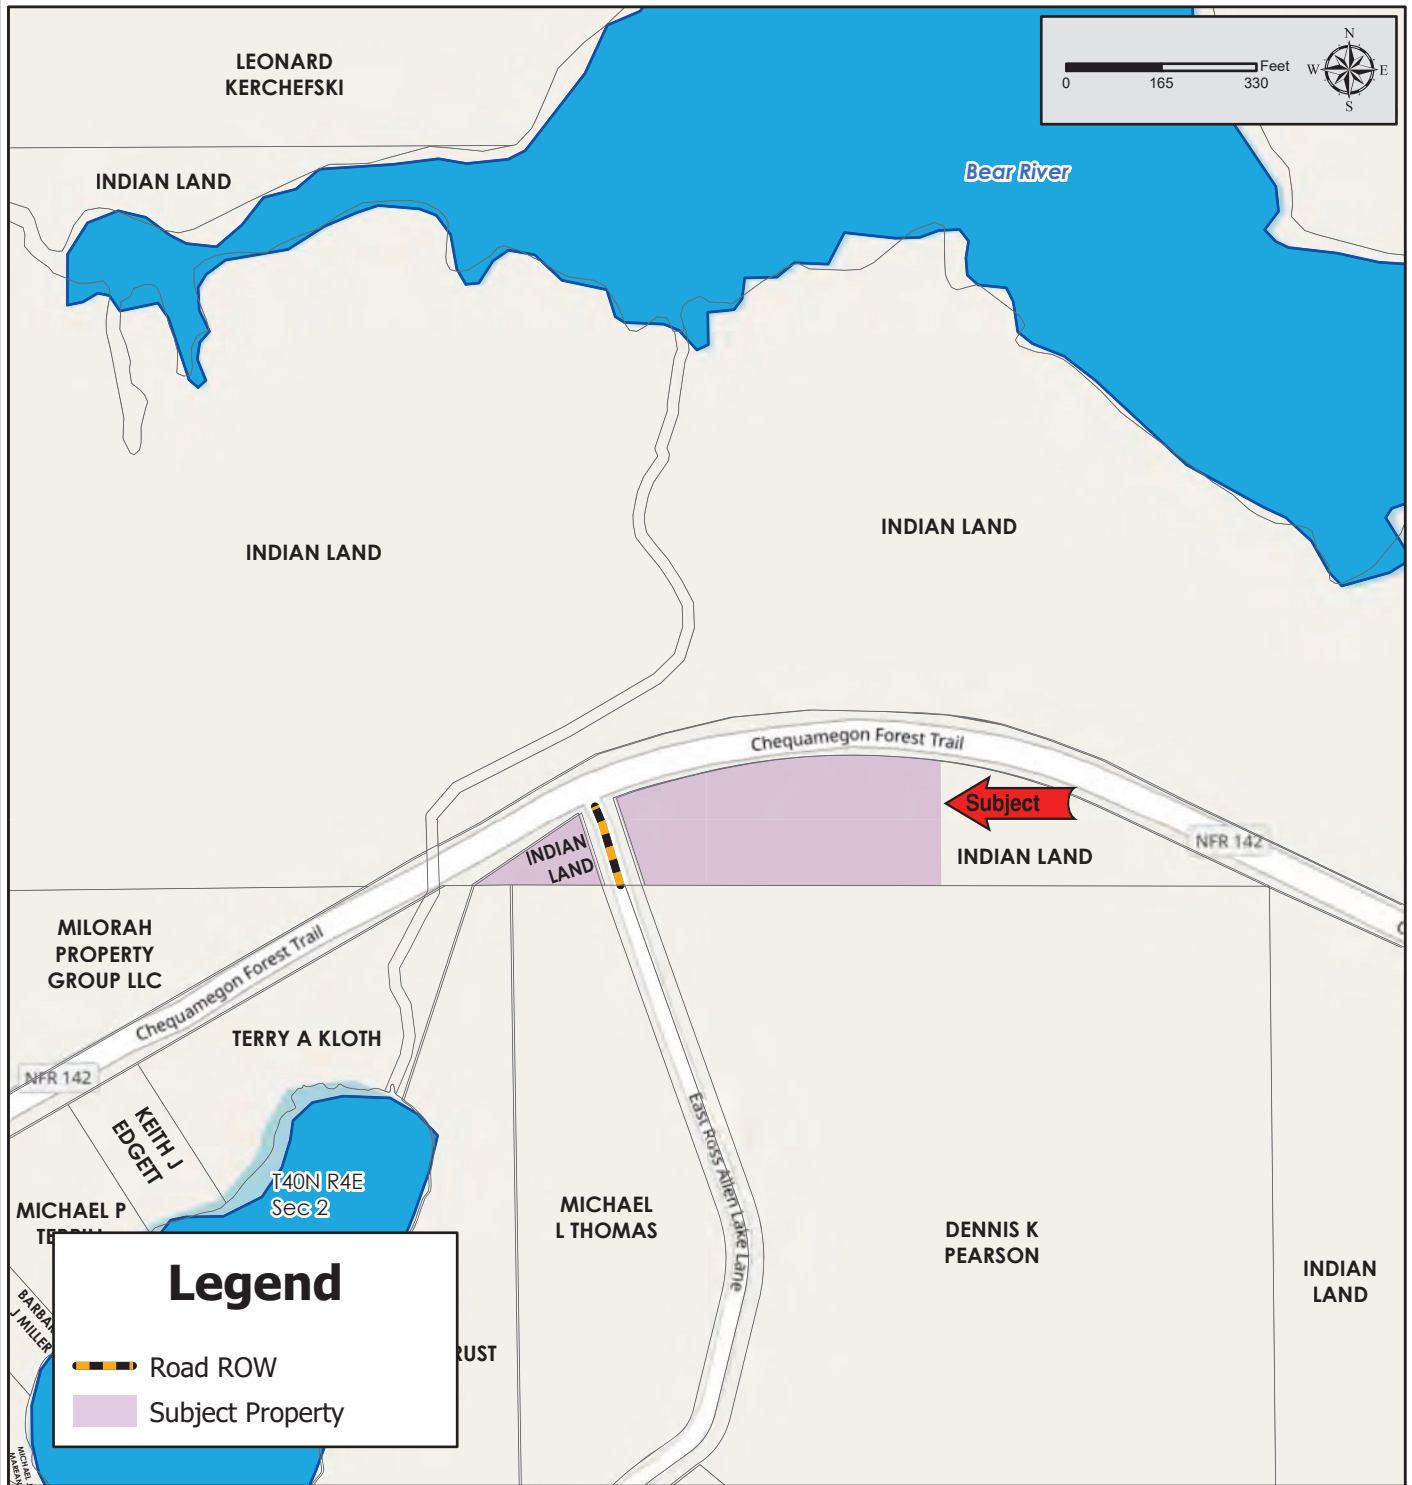 LEONARD
KERCHEFSKI
Feet
0 165 330
N
W E
S
INDIAN LAND
Bear River
INDIAN LAND
INDIAN LAND
Chequamegon Forest Trail
Subject
INDIAN
LAND
INDIAN LAND
NFR 142
MILORAH
PROPERTY
GROUP LLC
Chequamegon Forest Trail
TERRY A KLOTH
NFR 142
KEITH J
EDGETT
East Ross Allen Lake Lane
T40N R4E
Sec 2
MICHAEL P
MICHAEL
L THOMAS
DENNIS K
PEARSON
INDIAN
LAND
J MILLER
RUST
Legend
Road ROW
Subject Property
MICHAEL